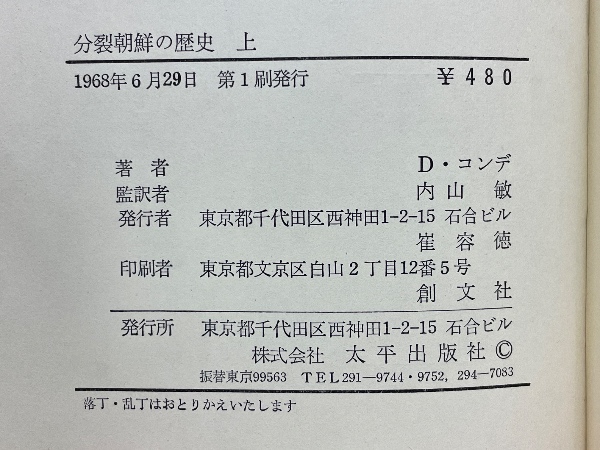 分裂朝鮮の歴史 上
1968年6月29日 第1刷発行 ¥480
著者 D・コンデ
監訳者 内山敏
発行者 東京都千代田区西神田1-2-15 石合ビル
崔容徳
印刷者 東京都文京区白山2丁目12番5号
創文社
発行所 東京都千代田区西神田1-2-15 石合ビル
株式会社 太平出版社 ©
振替東京99563 TEL291—9744・9752, 294-7083
落丁・乱丁はおとりかえいたします